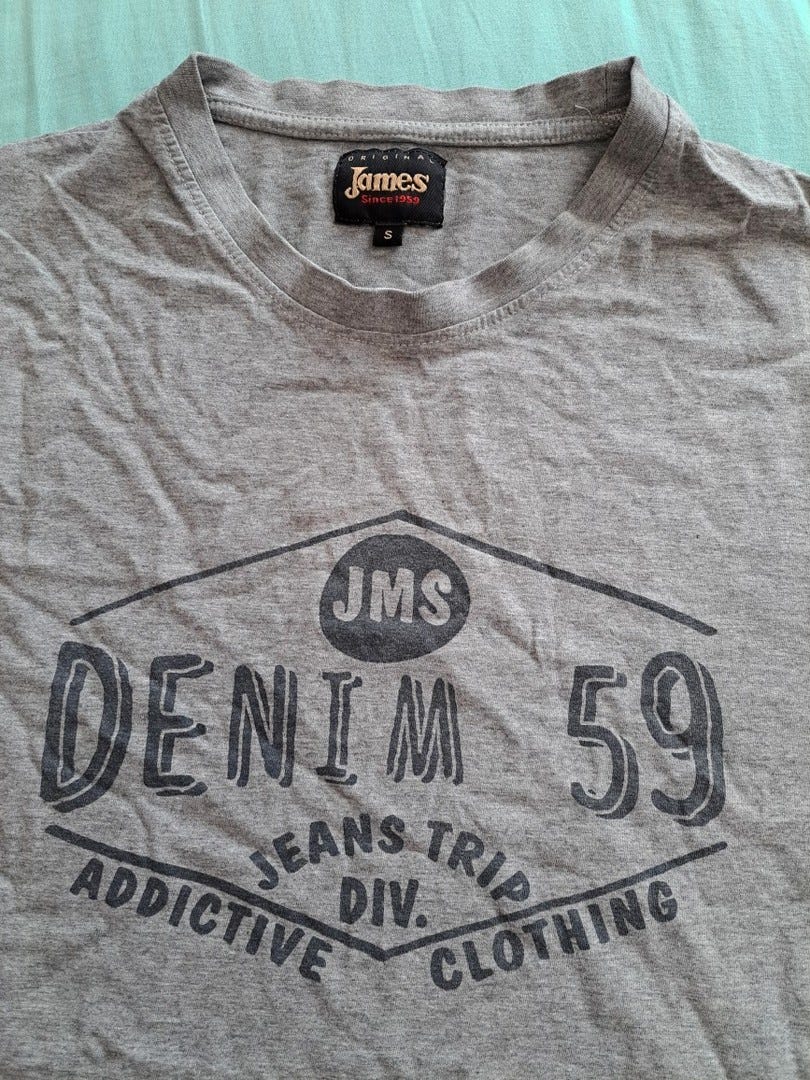 ORIGINAL
James
Since 1959
S
JMS
DENIM 59
JEANS TRIP
DIV.
ADDICTIVE CLOTHING